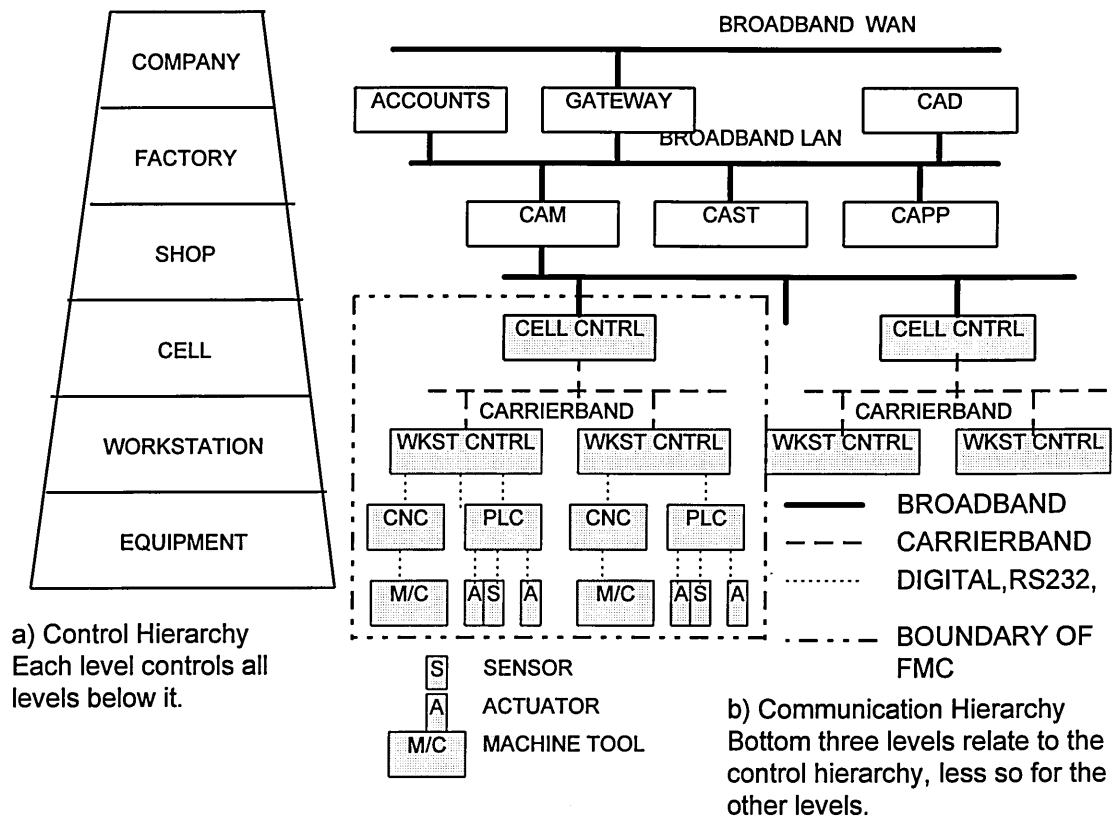 COMPANY
FACTORY
SHOP
CELL
WORKSTATION
EQUIPMENT
a) Control Hierarchy
Each level controls all
levels below it.
BROADBAND WAN
ACCOUNTS
GATEWAY
CAD
BROADBAND LAN
CAM
CAST
CAPP
CELL CNTRL
CELL CNTRL
CARRIERBAND
CARRIERBAND
WKST CNTRL
WKST CNTRL
WKST CNTRL
WKST CNTRL
CNC
PLC
CNC
PLC
M/C
A
S
A
M/C
A
S
A
BROADBAND
CARRIERBAND
DIGITAL,RS232,
BOUNDARY OF
FMC
S
SENSOR
A
ACTUATOR
M/C
MACHINE TOOL
b) Communication Hierarchy
Bottom three levels relate to the
control hierarchy, less so for the
other levels.